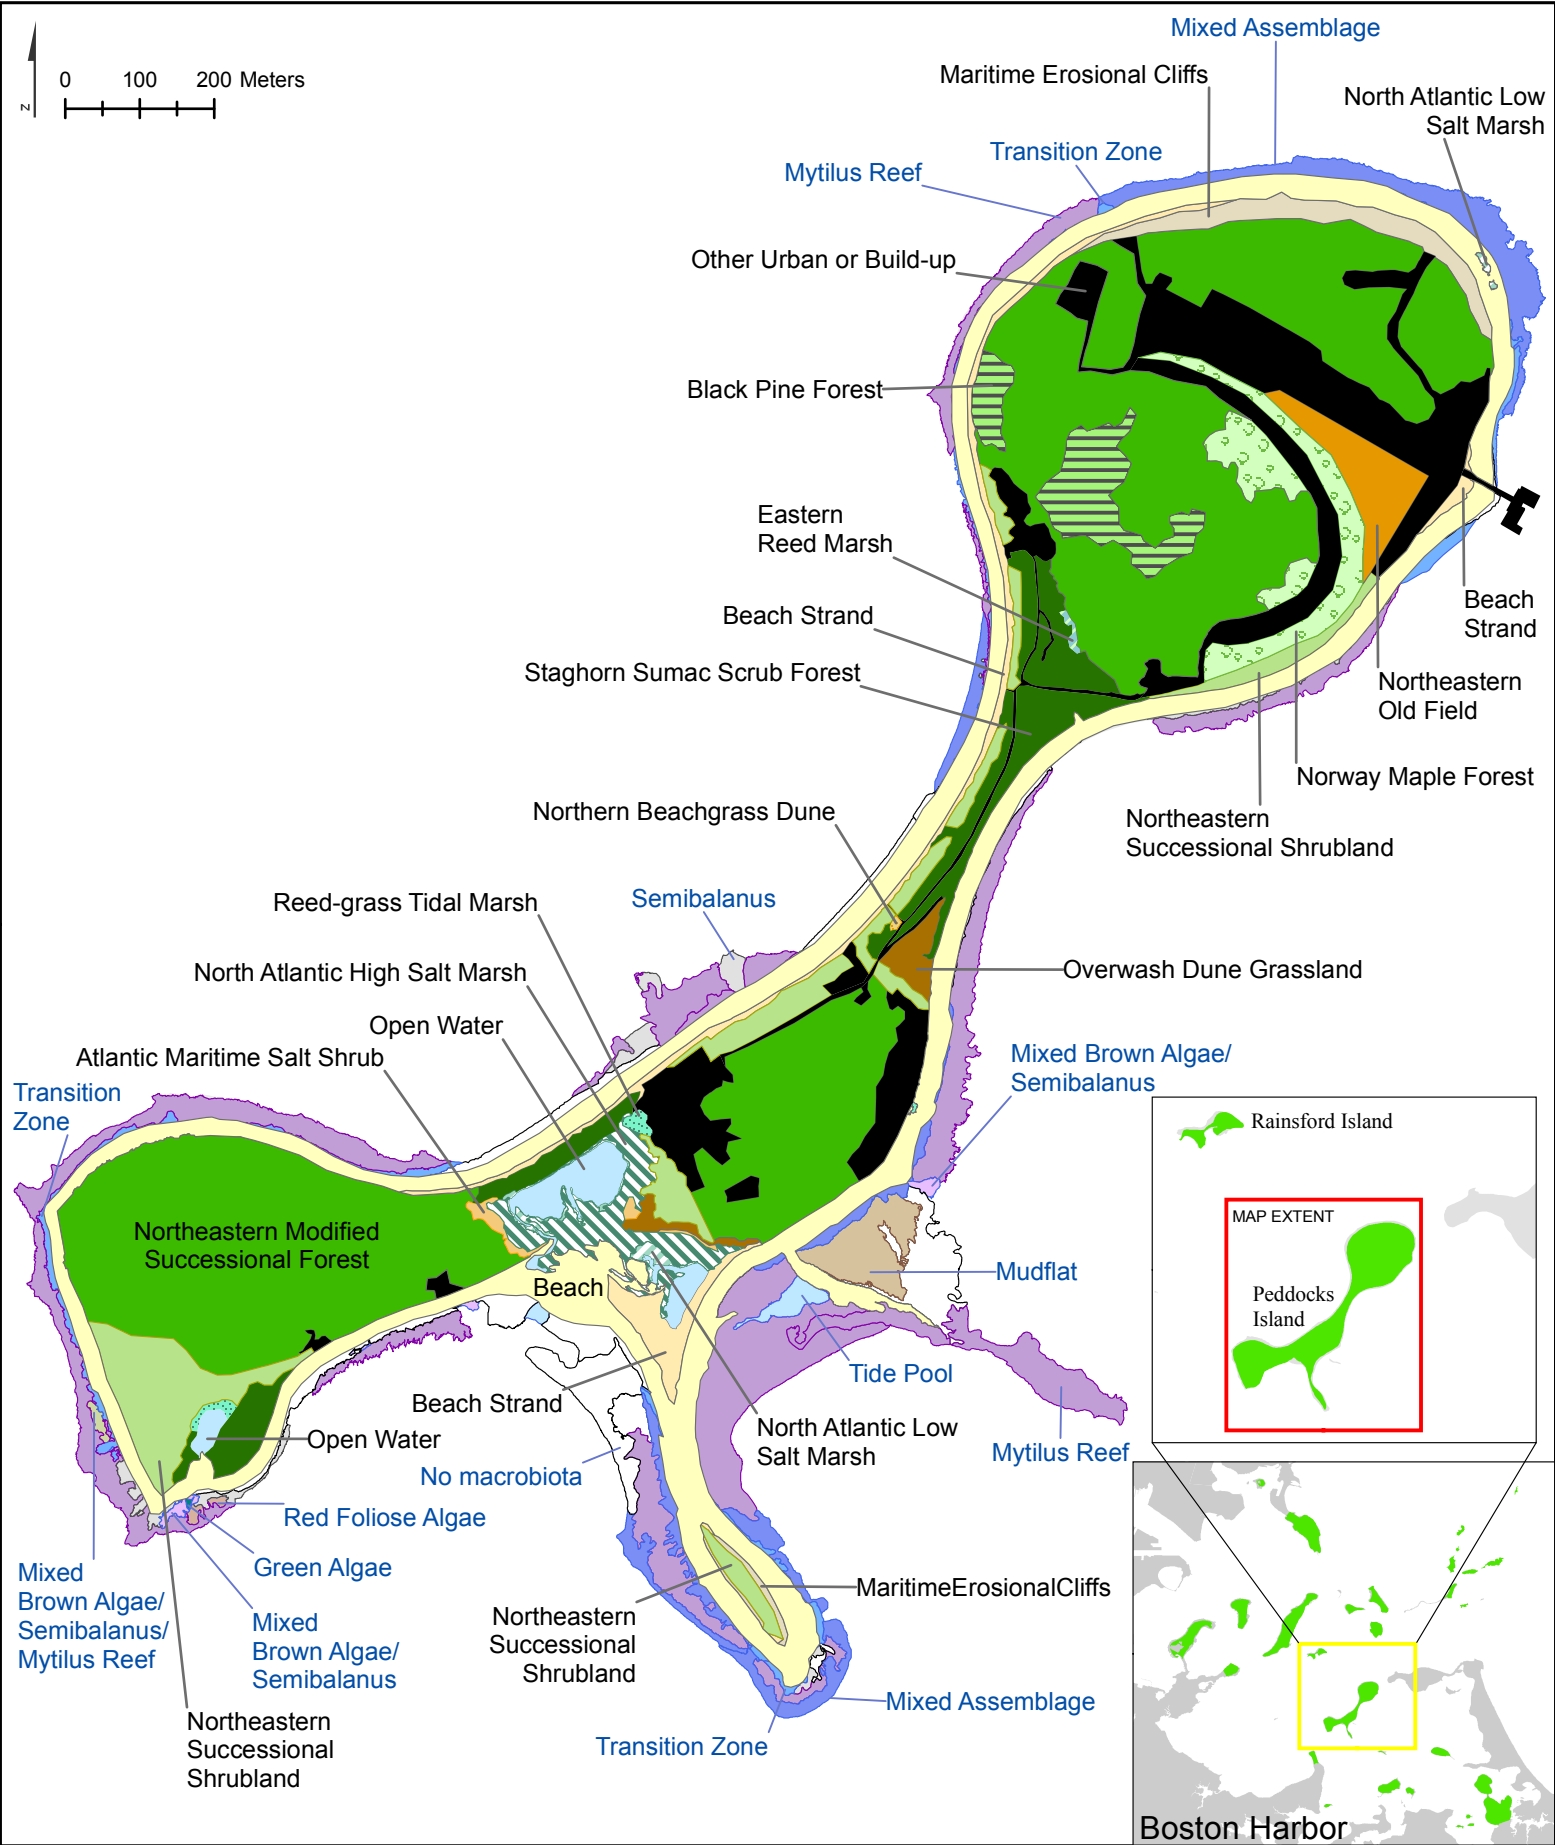 Mixed Assemblage
Maritime Erosional Cliffs
0 100 200 Meters
z
North Atlantic Low
Salt Marsh
Transition Zone
Mytilus Reef
Other Urban or Build-up
Black Pine Forest
Eastern
Reed Marsh
Beach Strand
Beach
Strand
Staghorn Sumac Scrub Forest
Northeastern
Old Field
Norway Maple Forest
Northern Beachgrass Dune
Northeastern
Successional Shrubland
Semibalanus
Reed-grass Tidal Marsh
North Atlantic High Salt Marsh
Overwash Dune Grassland
Open Water
Atlantic Maritime Salt Shrub
Mixed Brown Algae/
Semibalanus
Transition
Zone
Rainsford Island
MAP EXTENT
Northeastern Modified
Successional Forest
Beach
Mudflat
Peddocks
Island
Tide Pool
Beach Strand
North Atlantic Low
Salt Marsh
Open Water
Mytilus Reef
No macrobiota
Red Foliose Algae
Green Algae
Mixed
Brown Algae/
Semibalanus/
Mytilus Reef
MaritimeErosionalCliffs
Mixed
Brown Algae/
Semibalanus
Northeastern
Successional
Shrubland
Mixed Assemblage
Northeastern
Successional
Shrubland
Transition Zone
Boston Harbor